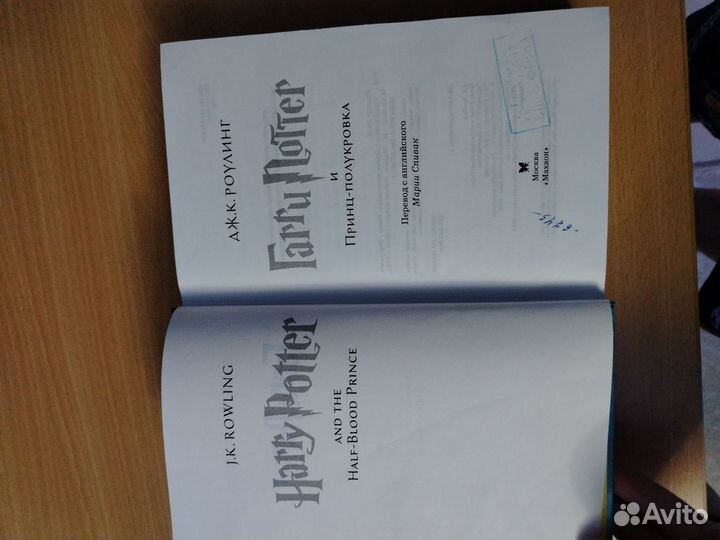 J.K. ROWLING
Harry Potter
AND THE
HALF-BLOOD PRINCE
ДЖ.К. РОУЛИНГ
Гарри Поттер
И
ПРИНЦ-ПОЛУКРОВКА
Перевод с английского
Марии Спивак
Москва
«Махаон»
-6243-
Avito